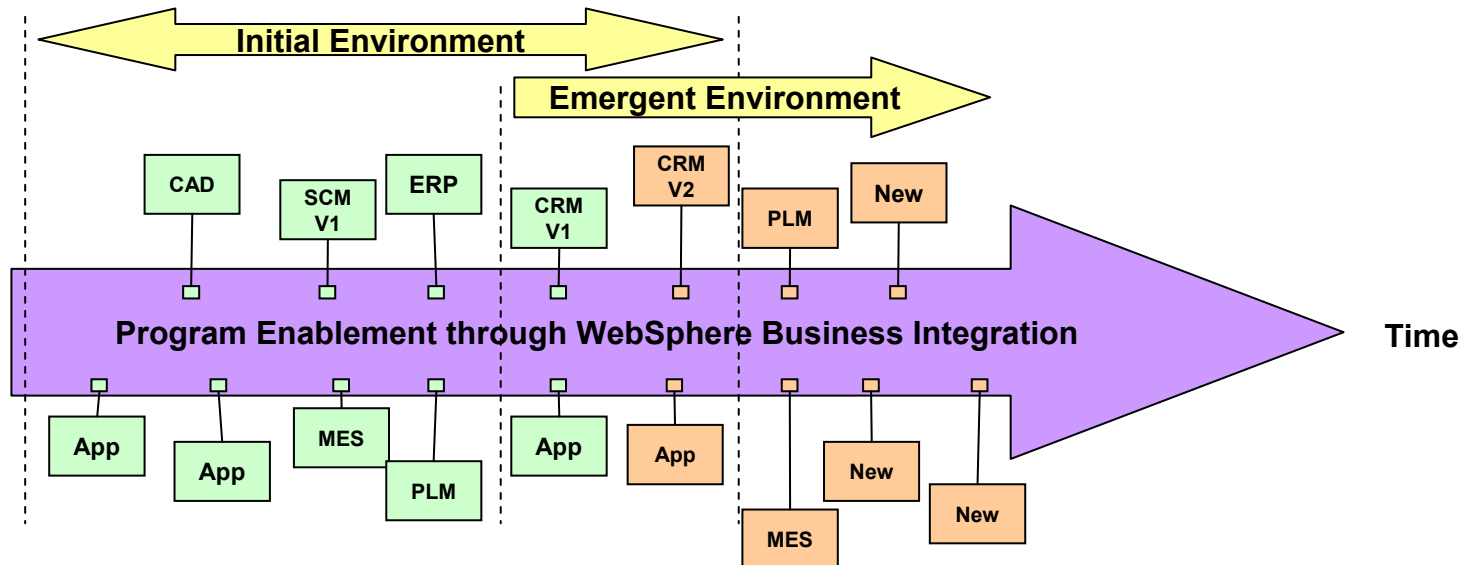 Initial Environment
Emergent Environment
CAD
SCM
V1
ERP
CRM
V1
CRM
V2
PLM
New
Program Enablement through WebSphere Business Integration
Time
App
App
MES
PLM
App
App
MES
New
New